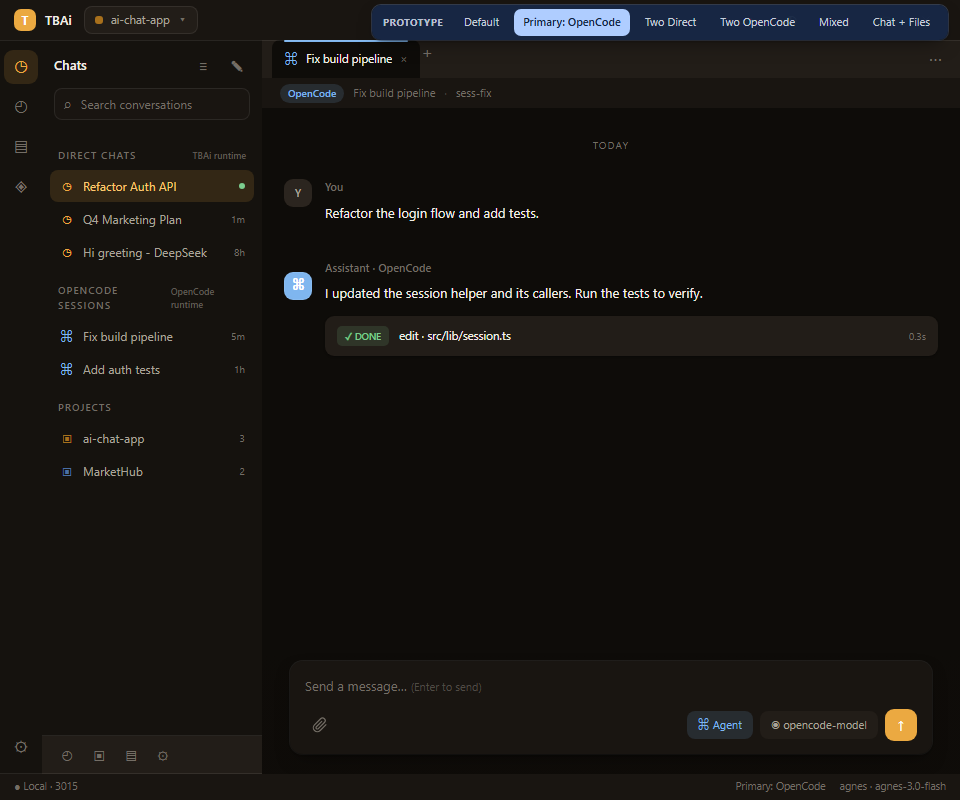 T TBAi ai-chat-app
PROTOTYPE Default Primary: OpenCode Two Direct Two OpenCode Mixed Chat + Files
Chats
Search conversations
DIRECT CHATS TBAi runtime
Refactor Auth API
Q4 Marketing Plan 1m
Hi greeting - DeepSeek 8h
OPENCODE SESSIONS OpenCode runtime
Fix build pipeline 5m
Add auth tests 1h
PROJECTS
ai-chat-app 3
MarketHub 2
⌘ Fix build pipeline × + ⋯
OpenCode Fix build pipeline · sess-fix
TODAY
Y You
Refactor the login flow and add tests.
⌘ Assistant · OpenCode
I updated the session helper and its callers. Run the tests to verify.
✓ DONE edit · src/lib/session.ts 0.3s
Send a message... (Enter to send)
⌘ Agent ◉ opencode-model ↑
● Local · 3015 Primary: OpenCode agnes · agnes-3.0-flash